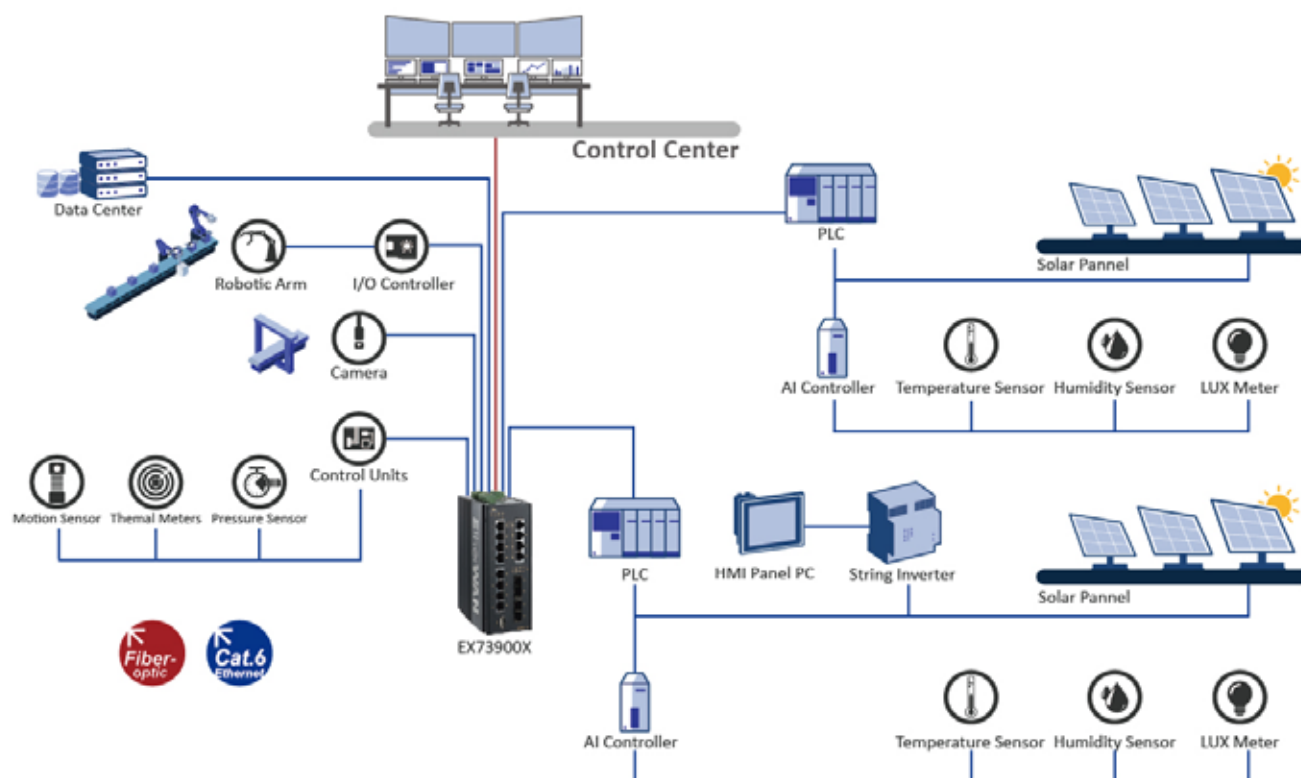 Control Center
Data Center
PLC
Solar Pannel
Robotic Arm
I/O Controller
Camera
AI Controller
Temperature Sensor
Humidity Sensor
LUX Meter
Control Units
Motion Sensor
Themal Meters
Pressure Sensor
EtherWAN
PLC
HMI Panel PC
String Inverter
Solar Pannel
EX73900X
Fiber-
optic
Cat.6
Ethernet
AI Controller
Temperature Sensor
Humidity Sensor
LUX Meter